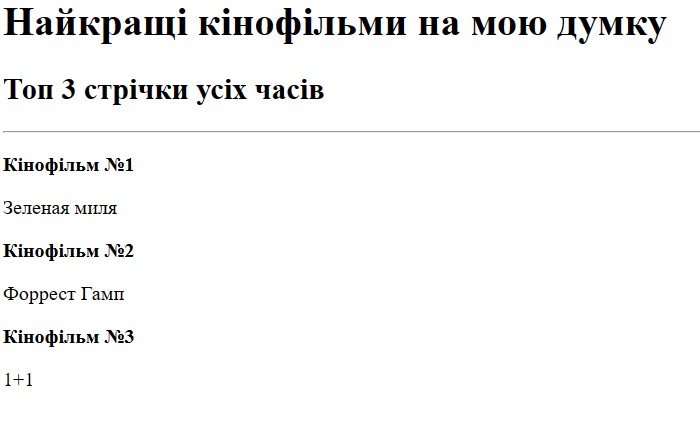 Найкращі кінофільми на мою думку
Топ 3 стрічки усіх часів
Кінофільм №1
Зеленая миля
Кінофільм №2
Форрест Гамп
Кінофільм №3
1+1